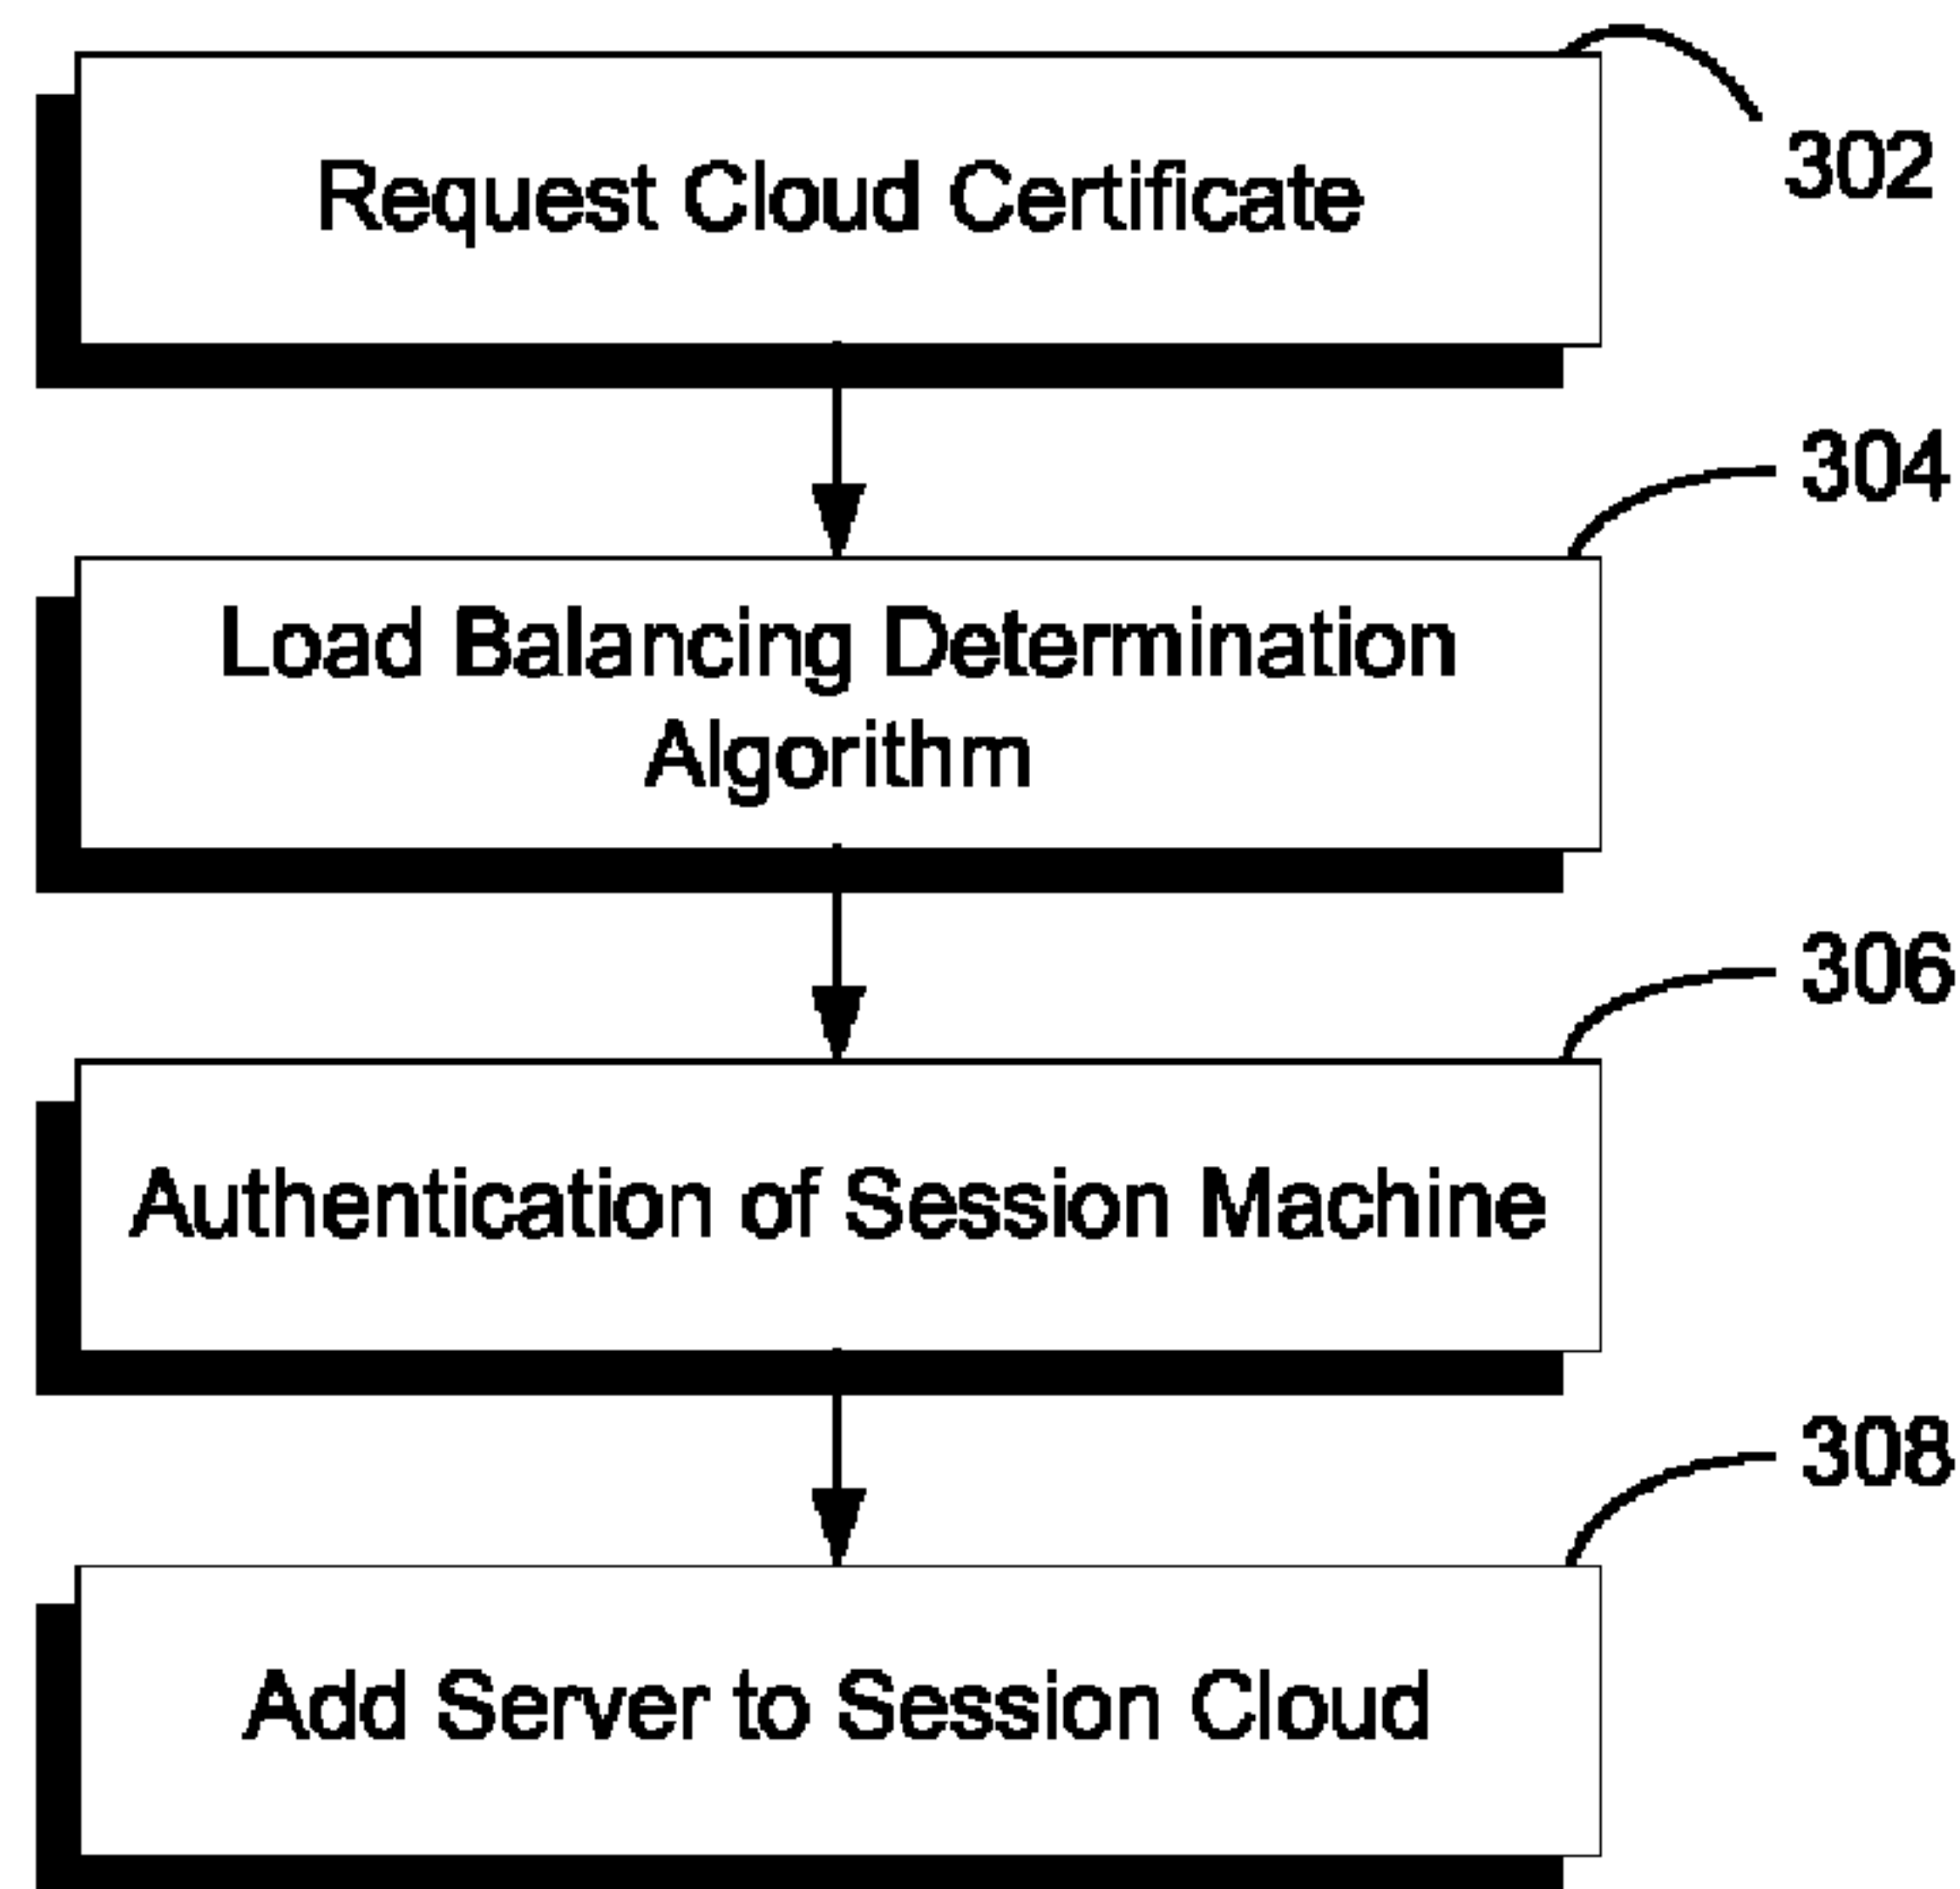 Request Cloud Certificate
302
304
Load Balancing Determination
Algorithm
306
Authentication of Session Machine
308
Add Server to Session Cloud